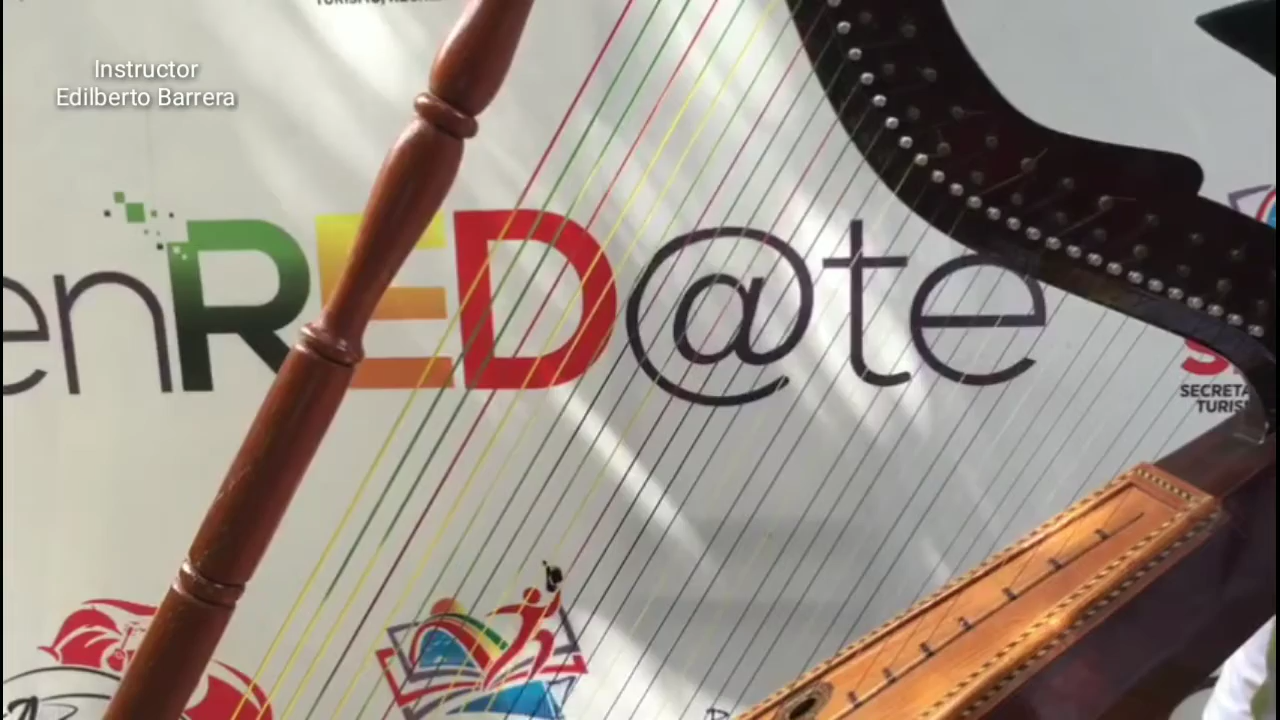 Instructor
Edilberto Barrera
enRED@te
SECRETA
TURIS